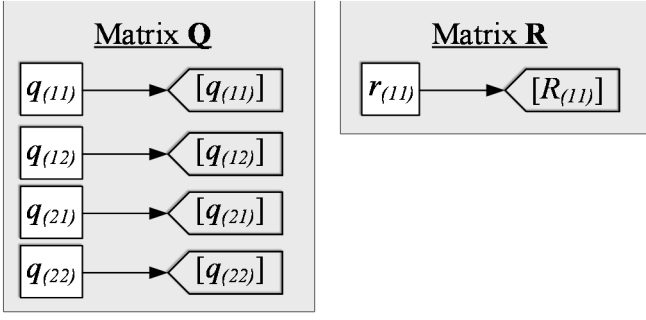 Matrix Q
q(11) [q(11)]
q(12) [q(12)]
q(21) [q(21)]
q(22) [q(22)]
Matrix R
r(11) [R(11)]